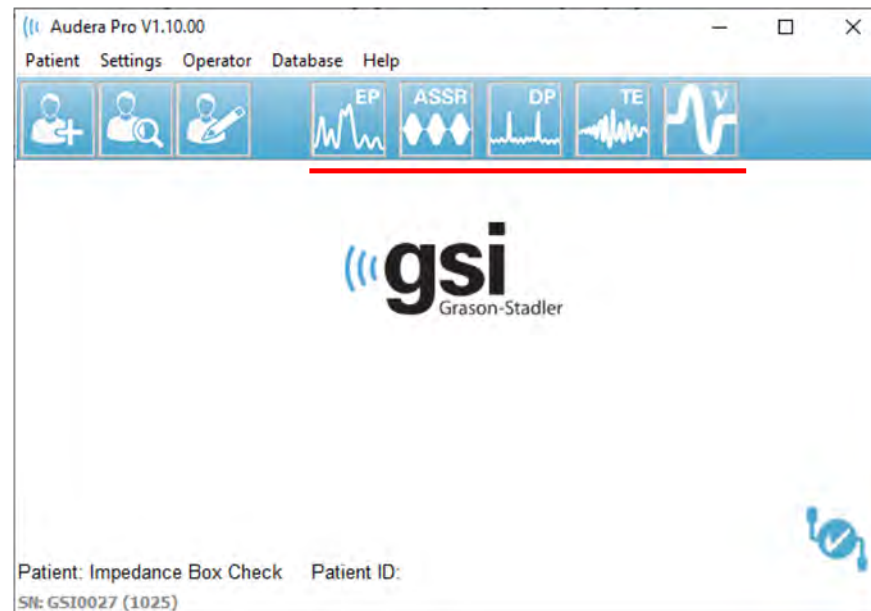 Audera Pro V1.10.00
Patient Settings Operator Database Help
EP ASSR DP TE ν
gsi
Grason-Stadler
Patient: Impedance Box Check Patient ID:
SN: GSI0027 (1025)